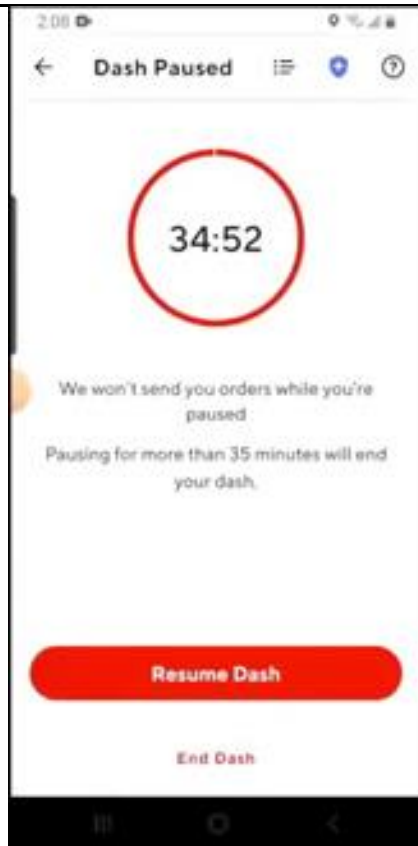 2:08
Dash Paused
34:52
We won't send you orders while you're
paused
Pausing for more than 35 minutes will end
your dash.
Resume Dash
End Dash